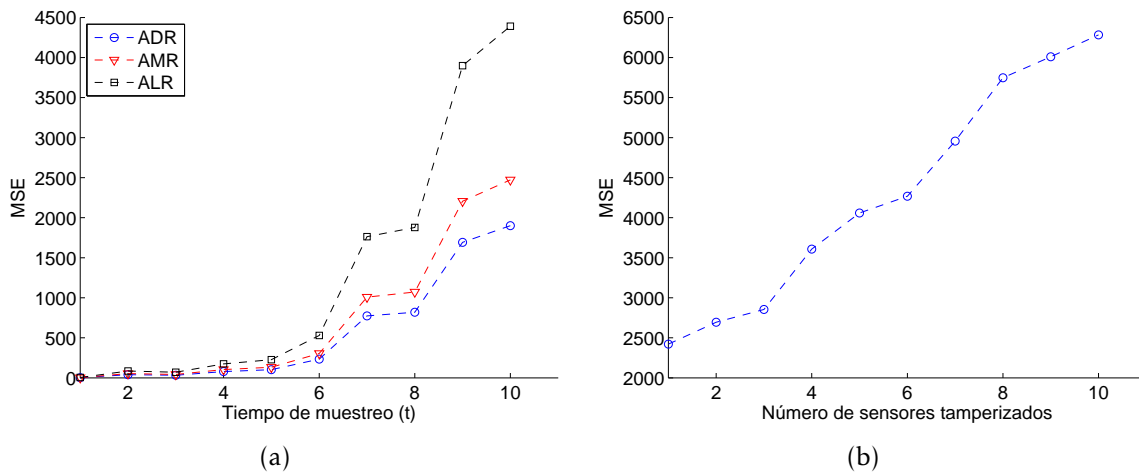 4500
4000
3500
3000
2500
2000
1500
1000
500
0
MSE
ADR
AMR
ALR
2 4 6 8 10
Tiempo de muestreo (t)
(a)
6500
6000
5500
5000
4500
4000
3500
3000
2500
2000
MSE
2 4 6 8 10
Número de sensores tamperizados
(b)